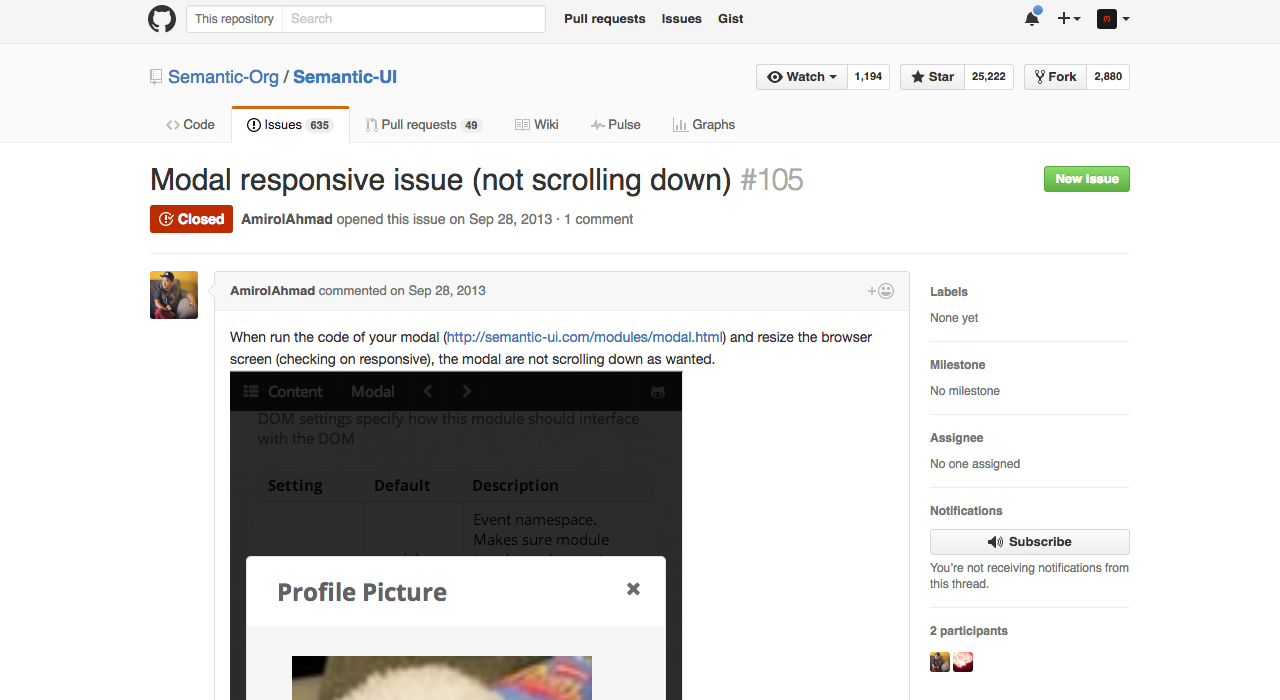 This repository Search Pull requests Issues Gist
Semantic-Org / Semantic-UI
Watch 1,194 Star 25,222 Fork 2,880
Code Issues 635 Pull requests 49 Wiki Pulse Graphs
Modal responsive issue (not scrolling down) #105
New issue
Closed AmirolAhmad opened this issue on Sep 28, 2013 · 1 comment
AmirolAhmad commented on Sep 28, 2013
When run the code of your modal (http://semantic-ui.com/modules/modal.html) and resize the browser
screen (checking on responsive), the modal are not scrolling down as wanted.
Content Modal
DOM settings specify how this module should interface
with the DOM
Setting Default Description
Event namespace.
Makes sure module
Profile Picture
Labels
None yet
Milestone
No milestone
Assignee
No one assigned
Notifications
Subscribe
You're not receiving notifications from
this thread.
2 participants